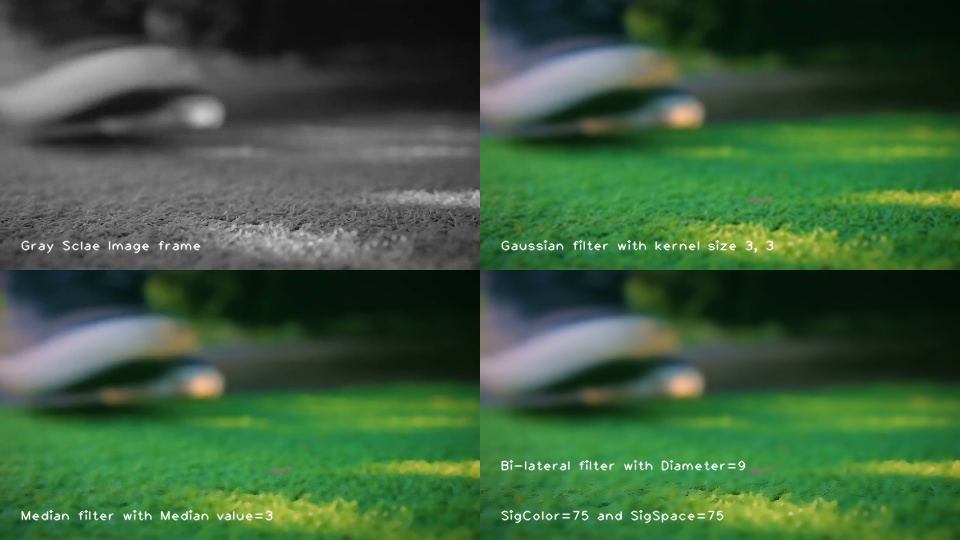 Gray Sclae Image frame
Gaussian filter with kernel size 3, 3
Median filter with Median value=3
Bi-lateral filter with Diameter=9
SigColor=75 and SigSpace=75